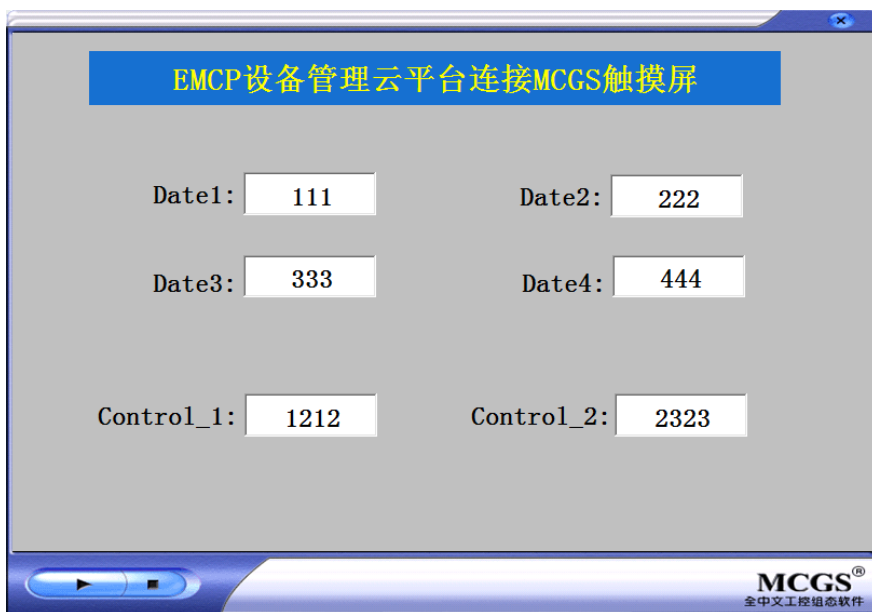 EMCP设备管理云平台连接MCGS触摸屏
Date1: 111 Date2: 222
Date3: 333 Date4: 444
Control_1: 1212 Control_2: 2323
MCGS®
全中文工控组态软件